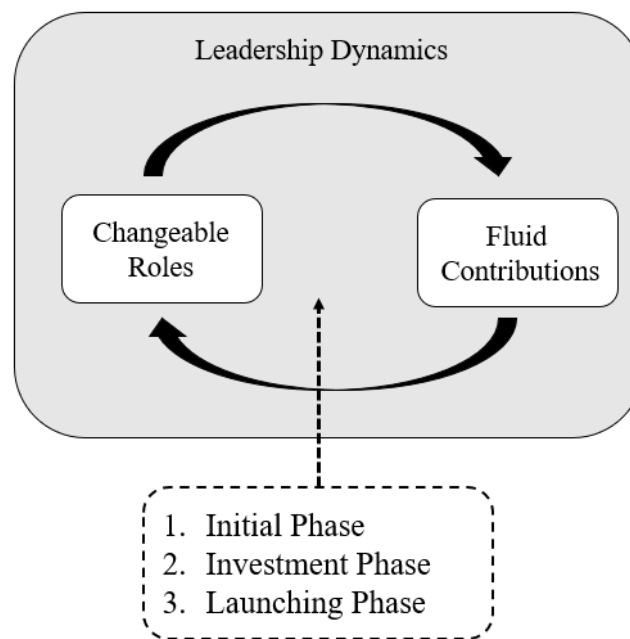 Leadership Dynamics
Changeable
Roles
Fluid
Contributions
1. Initial Phase
2. Investment Phase
3. Launching Phase